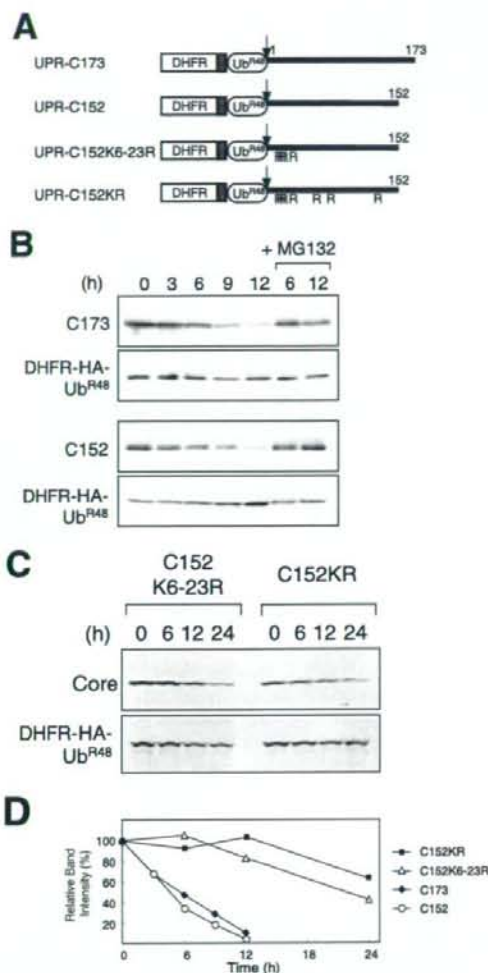 A
UPR-C173 DHFR Ub^R48 1 173
UPR-C152 DHFR Ub^R48 152
UPR-C152K6-23R DHFR Ub^R48 R 152
UPR-C152KR DHFR Ub^R48 R R R R 152
B
+ MG132
(h) 0 3 6 9 12 6 12
C173
DHFR-HA-
Ub^R48
C152
DHFR-HA-
Ub^R48
C
C152
K6-23R
C152KR
(h) 0 6 12 24 0 6 12 24
Core
DHFR-HA-
Ub^R48
D
Relative Band
Intensity (%)
100
80
60
40
20
0 6 12 18 24
Time (h)
C152KR
C152K6-23R
C173
C152